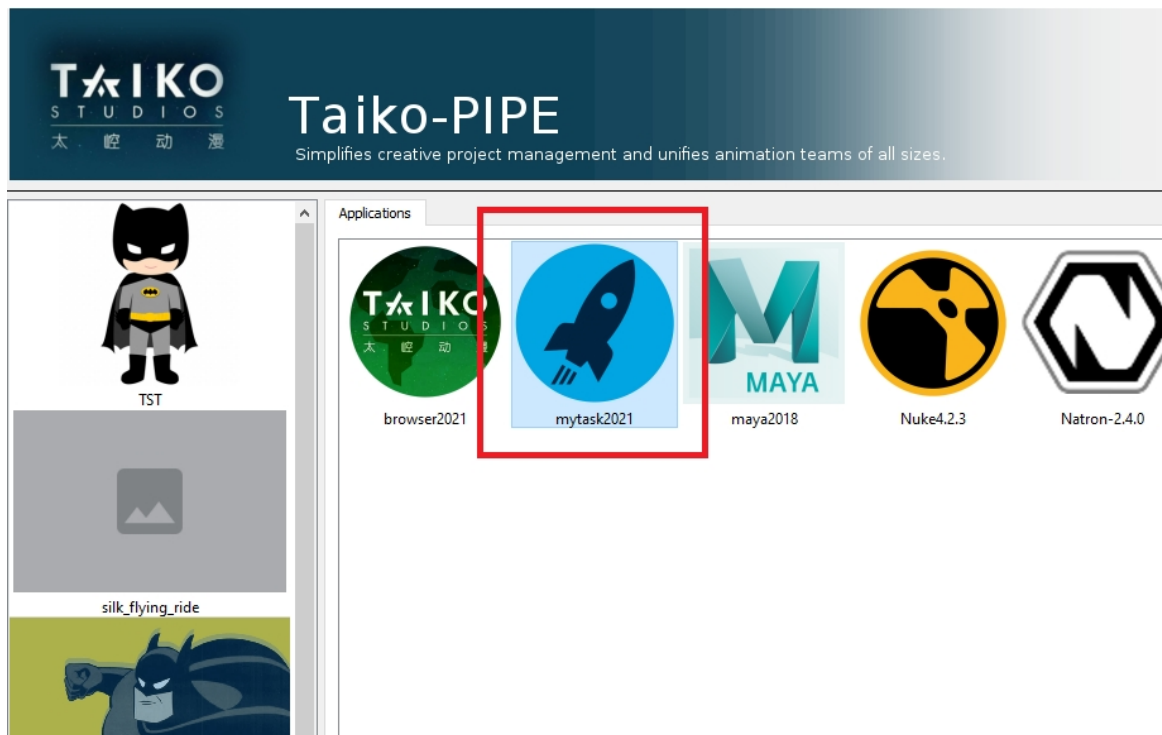 TAIKO
STUDIOS
太崆动漫
Taiko-PIPE
Simplifies creative project management and unifies animation teams of all sizes.
Applications
TST
silk_flying_ride
TAIKO
STUDIOS
太崆动漫
browser2021
mytask2021
MAYA
maya2018
Nuke4.2.3
Natron-2.4.0